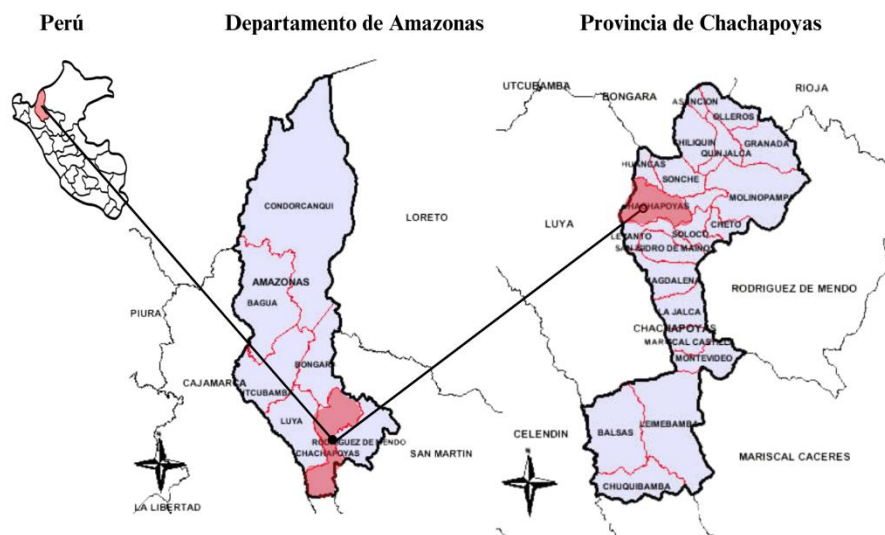 Perú
Departamento de Amazonas
Provincia de Chachapoyas
CONDORCANQUI
LORETO
AMAZONAS
BAGUA
PIURA
BONGARA
CAJAMARCA
UTCUBAMBA
LUYA
RODRIGUEZ DE MENDO
CHACHAPOYAS
SAN MARTIN
N
LA LIBERTAD
UTCUBAMBA
BONGARA
RIOJA
ASUNCION
OLLEROS
CHILIQUIN
GRANADA
QUINJALCA
HUANCAS
SONCHE
MOLINOPAMP
CHACHAPOYAS
LUYA
CHETO
SOLOCO
LEVANTO
SAN ISIDRO DE MAINO
MAGDALENA
RODRIGUEZ DE MENDO
LA JALCA
CHACHAPOYAS
MARISCAL CASTILL
MONTEVIDEO
CELENDIN
BALSAS
LEIMEBAMBA
MARISCAL CACERES
N
CHUQUIBAMBA